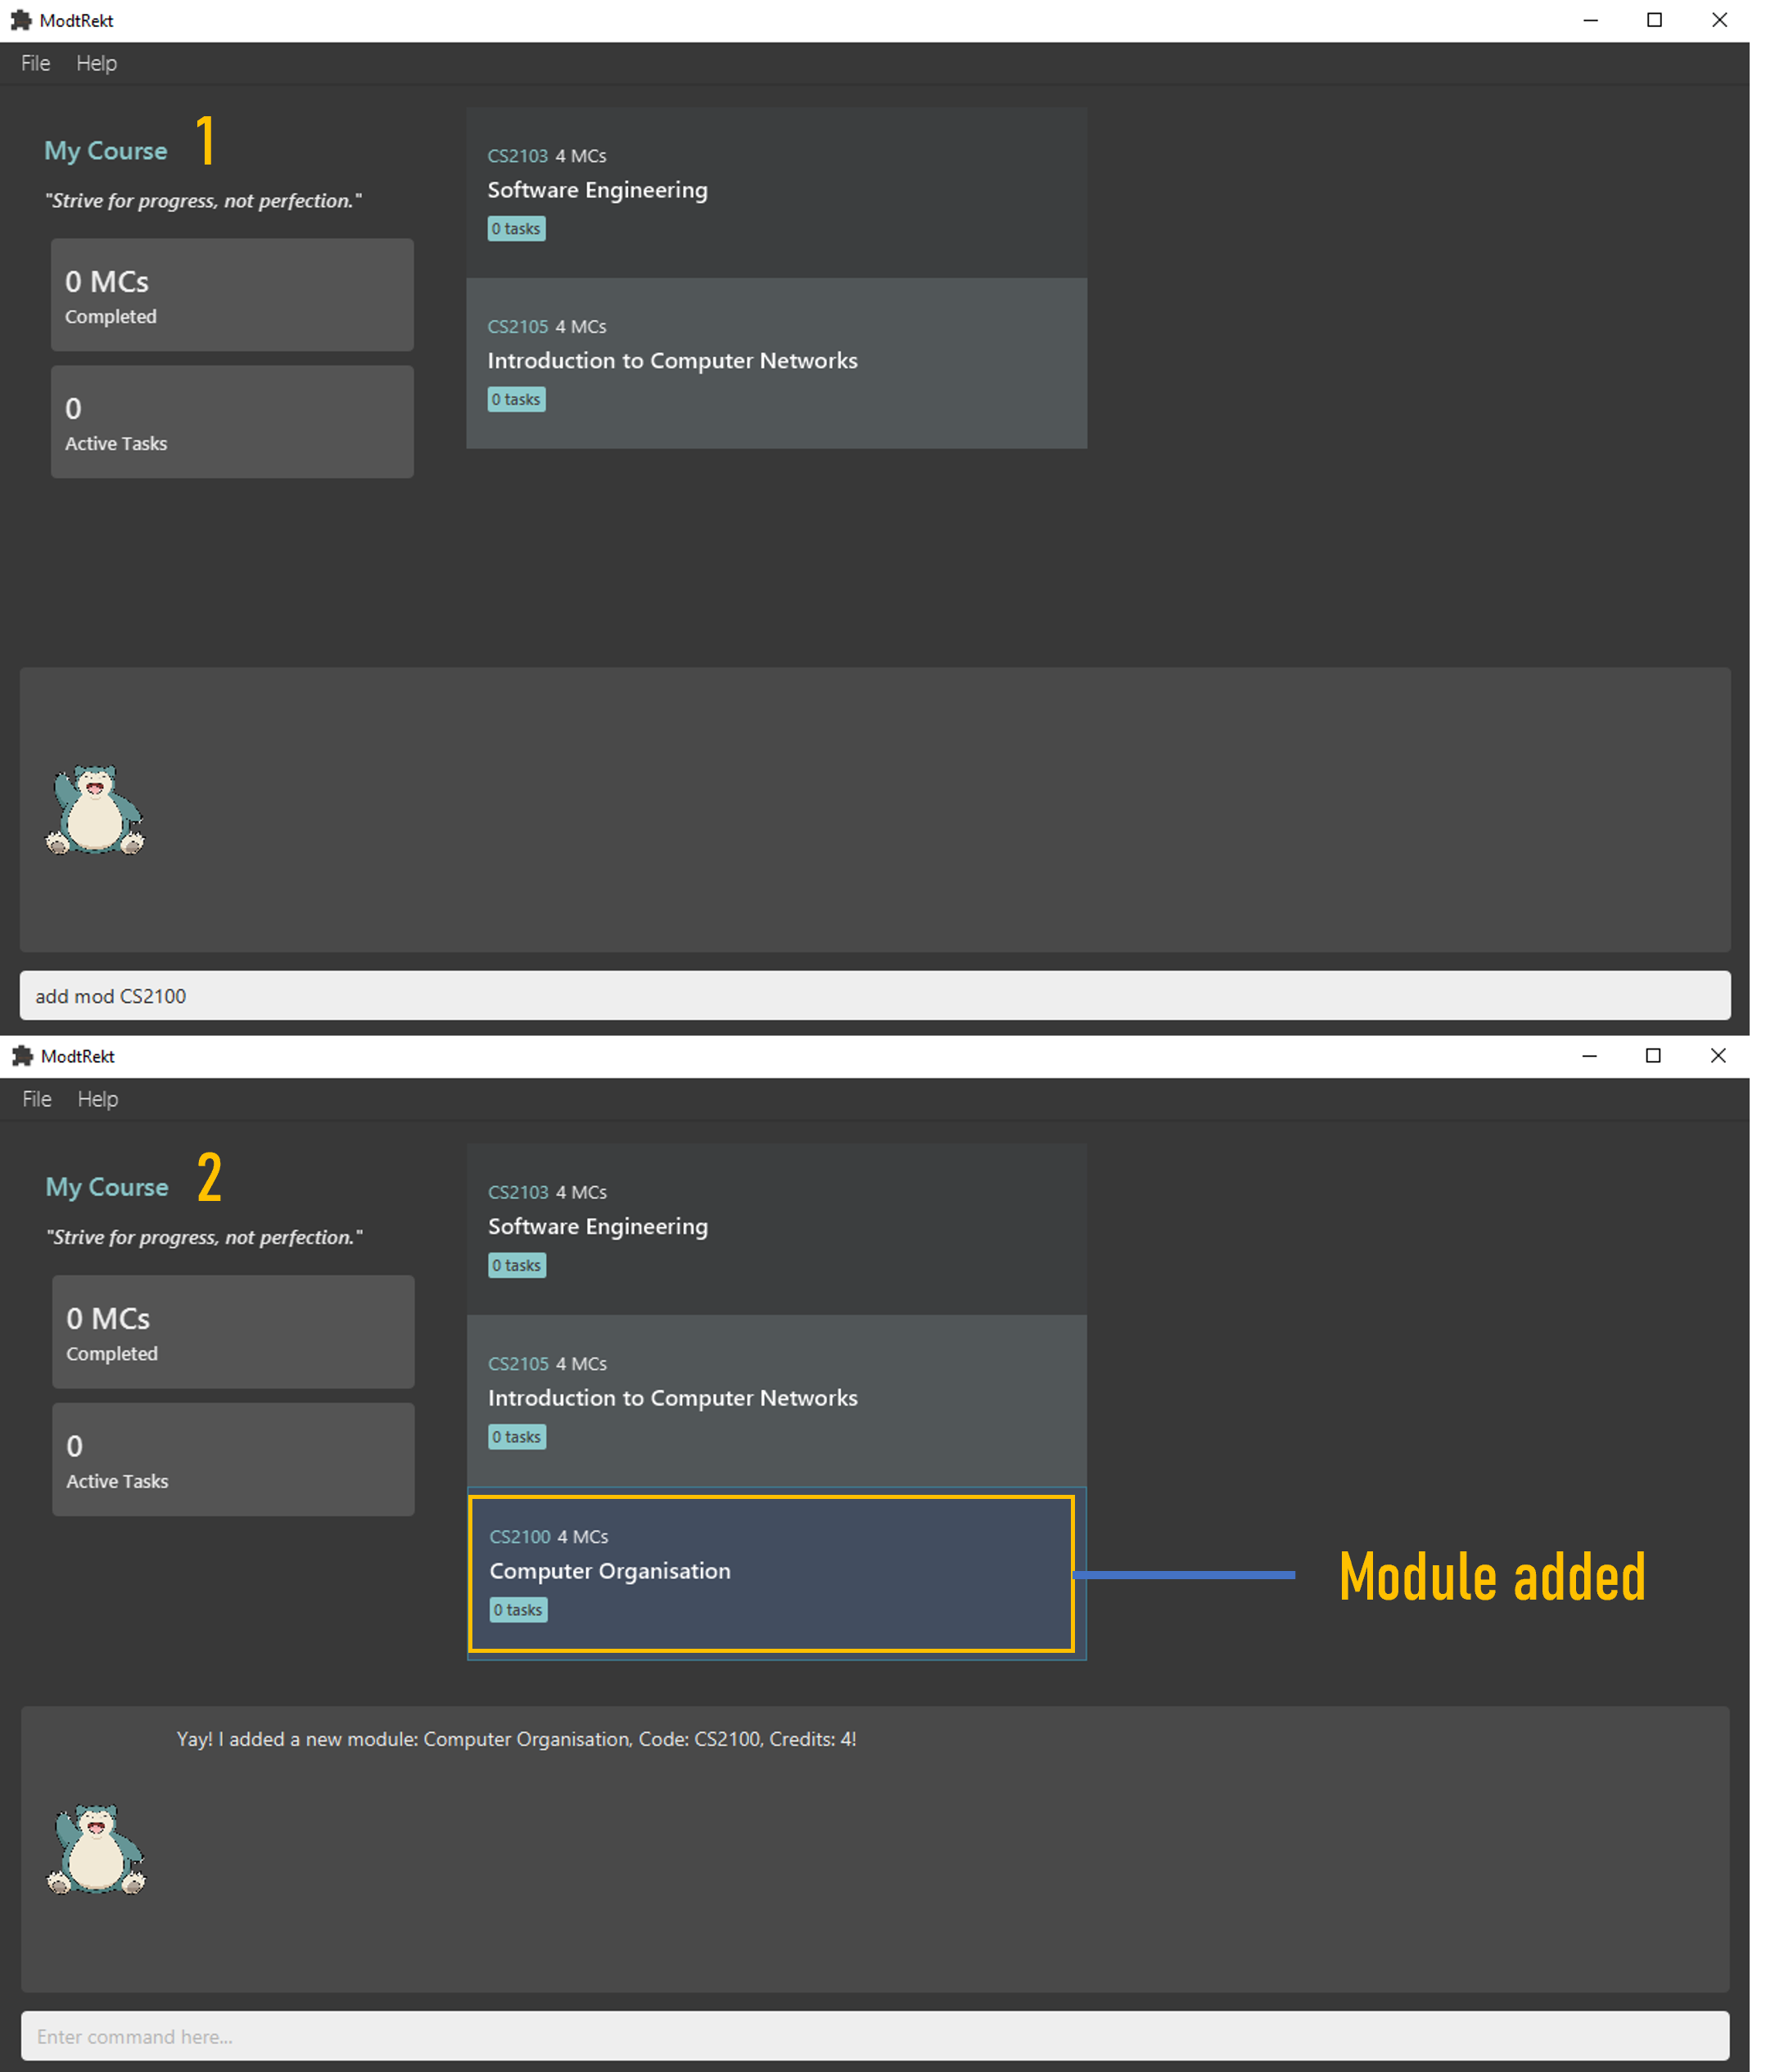 ModtRekt
File Help
My Course 1
"Strive for progress, not perfection."
0 MCs
Completed
0
Active Tasks
CS2103 4 MCs
Software Engineering
0 tasks
CS2105 4 MCs
Introduction to Computer Networks
0 tasks
add mod CS2100
ModtRekt
File Help
My Course 2
"Strive for progress, not perfection."
0 MCs
Completed
0
Active Tasks
CS2103 4 MCs
Software Engineering
0 tasks
CS2105 4 MCs
Introduction to Computer Networks
0 tasks
CS2100 4 MCs
Computer Organisation
0 tasks
Module added
Yay! I added a new module: Computer Organisation, Code: CS2100, Credits: 4!
Enter command here...